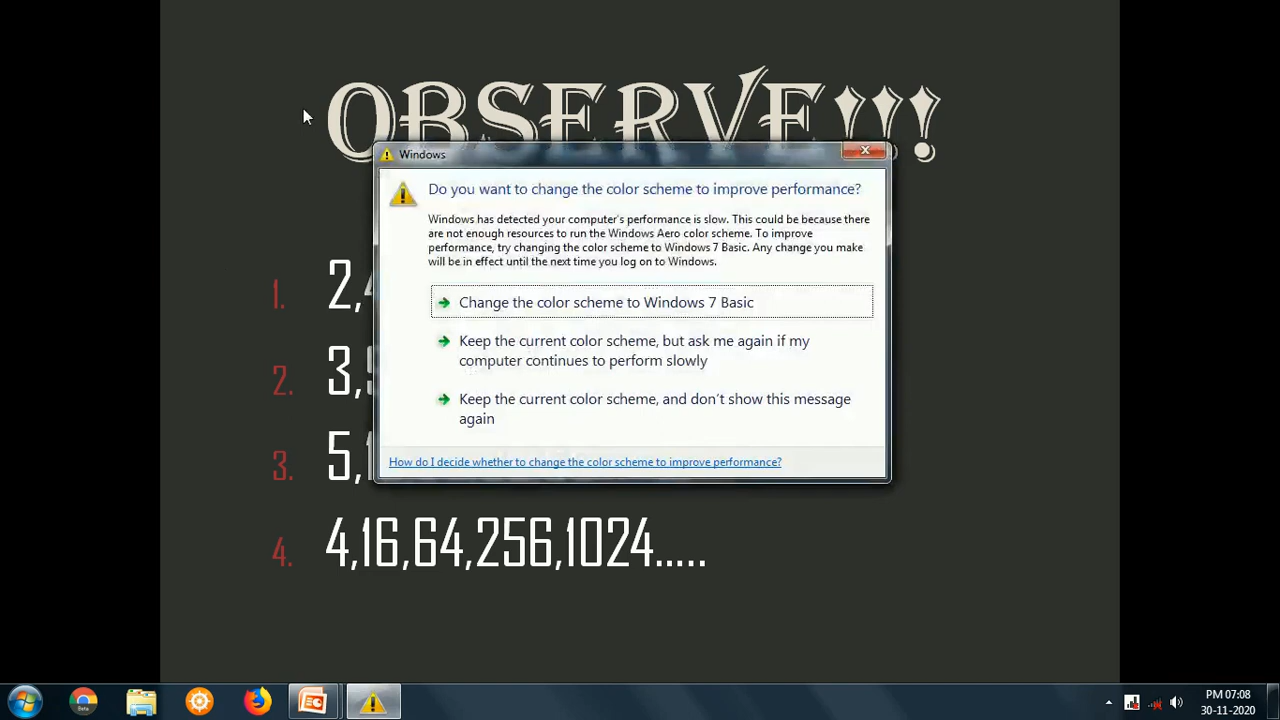 OBSERVE!!!
Windows
Do you want to change the color scheme to improve performance?
Windows has detected your computer's performance is slow. This could be because there
are not enough resources to run the Windows Aero color scheme. To improve
performance, try changing the color scheme to Windows 7 Basic. Any change you make
will be in effect until the next time you log on to Windows.
Change the color scheme to Windows 7 Basic
Keep the current color scheme, but ask me again if my
computer continues to perform slowly
Keep the current color scheme, and don't show this message
again
How do I decide whether to change the color scheme to improve performance?
1. 2,
2. 3,
3. 5,
4. 4,16,64,256,1024.....
PM 07:08
30-11-2020